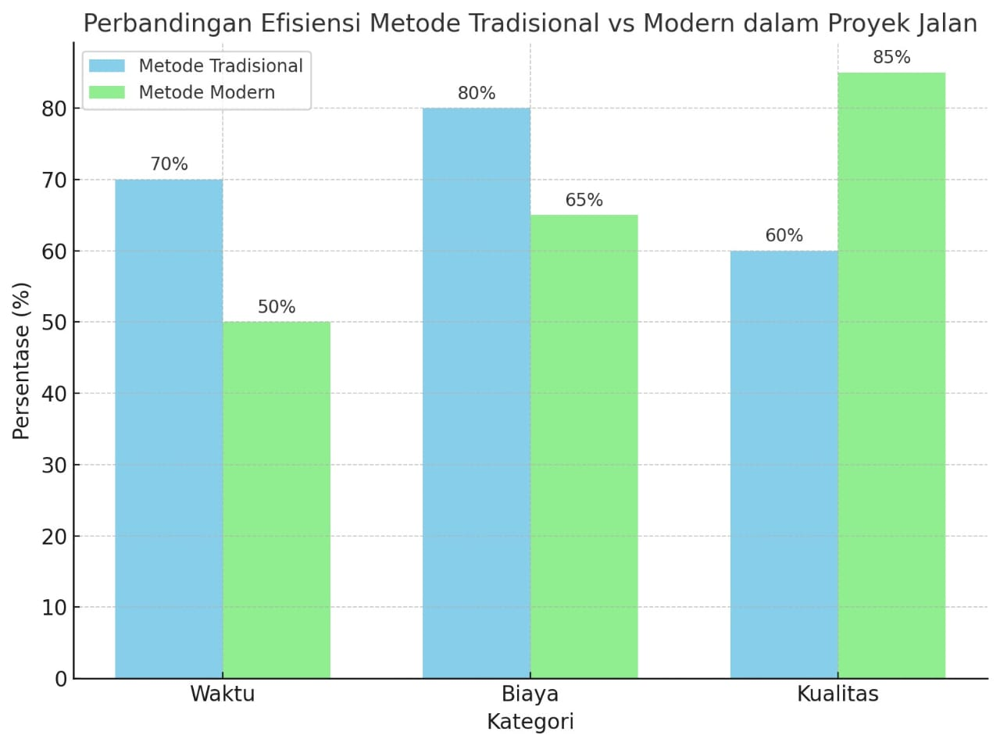 Perbandingan Efisiensi Metode Tradisional vs Modern dalam Proyek Jalan
Metode Tradisional
Metode Modern
85%
80%
70%
65%
60%
50%
Persentase (%)
80
70
60
50
40
30
20
10
0
Waktu
Biaya
Kualitas
Kategori